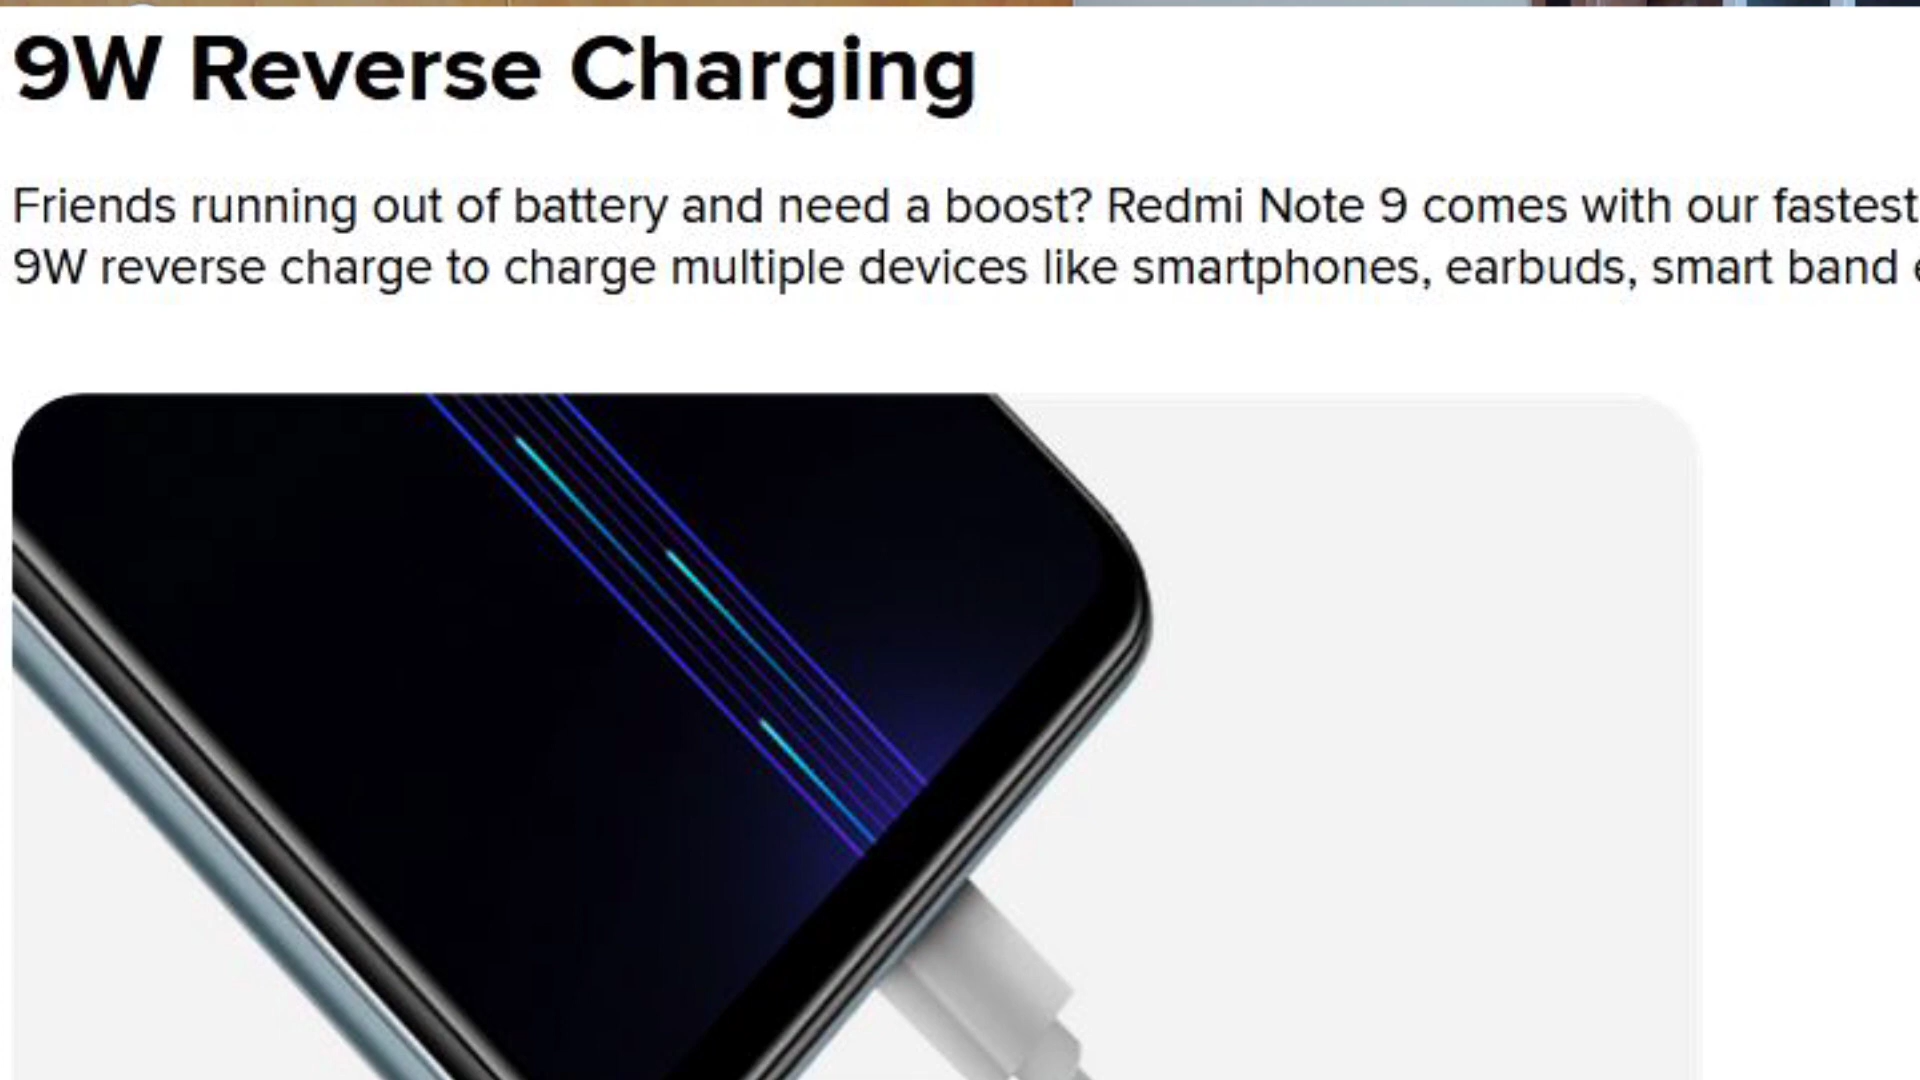 9W Reverse Charging
Friends running out of battery and need a boost? Redmi Note 9 comes with our fastest
9W reverse charge to charge multiple devices like smartphones, earbuds, smart band